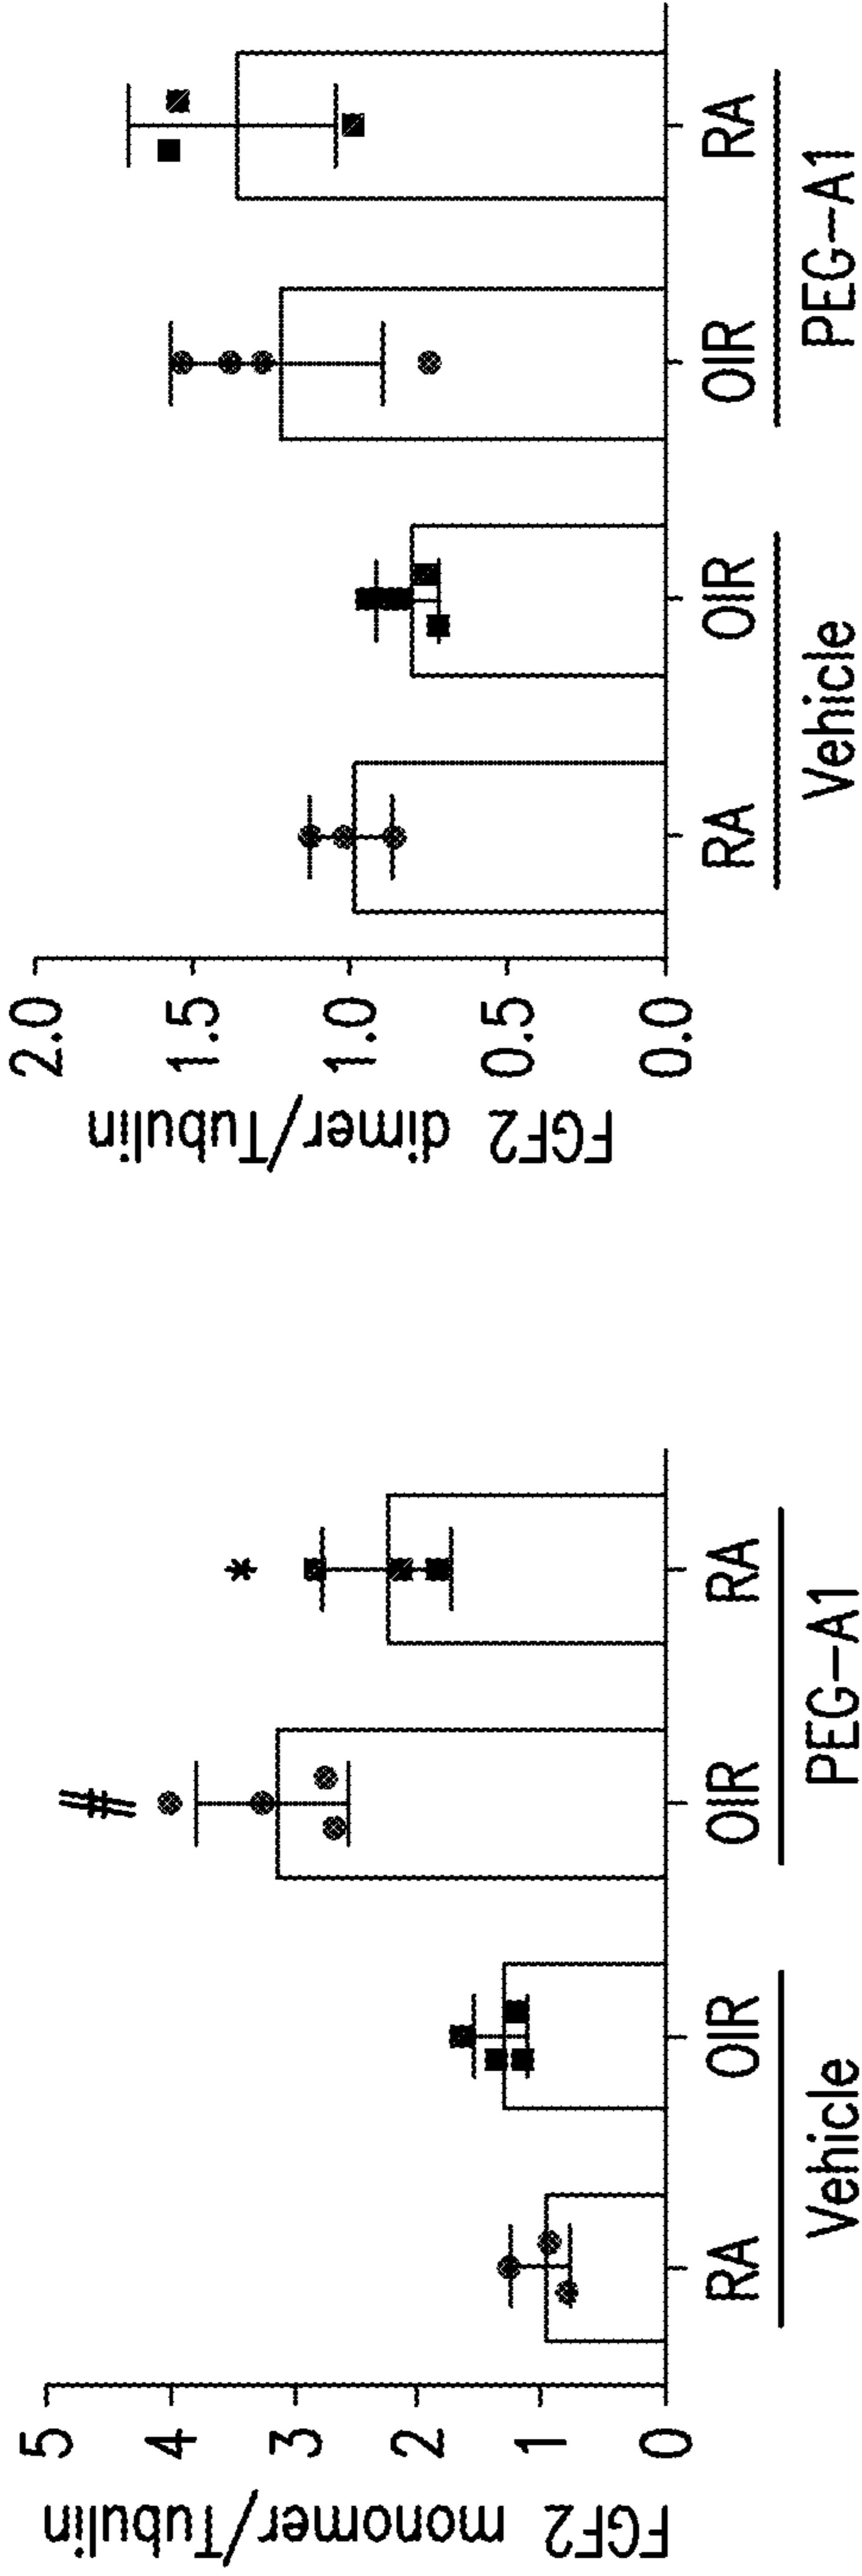 FGF2 monomer/Tubulin
5
4
3
2
1
0
#
*
RA
OIR
OIR
RA
Vehicle
PEG-A1
FGF2 dimer/Tubulin
2.0
1.5
1.0
0.5
0.0
RA
OIR
OIR
RA
Vehicle
PEG-A1